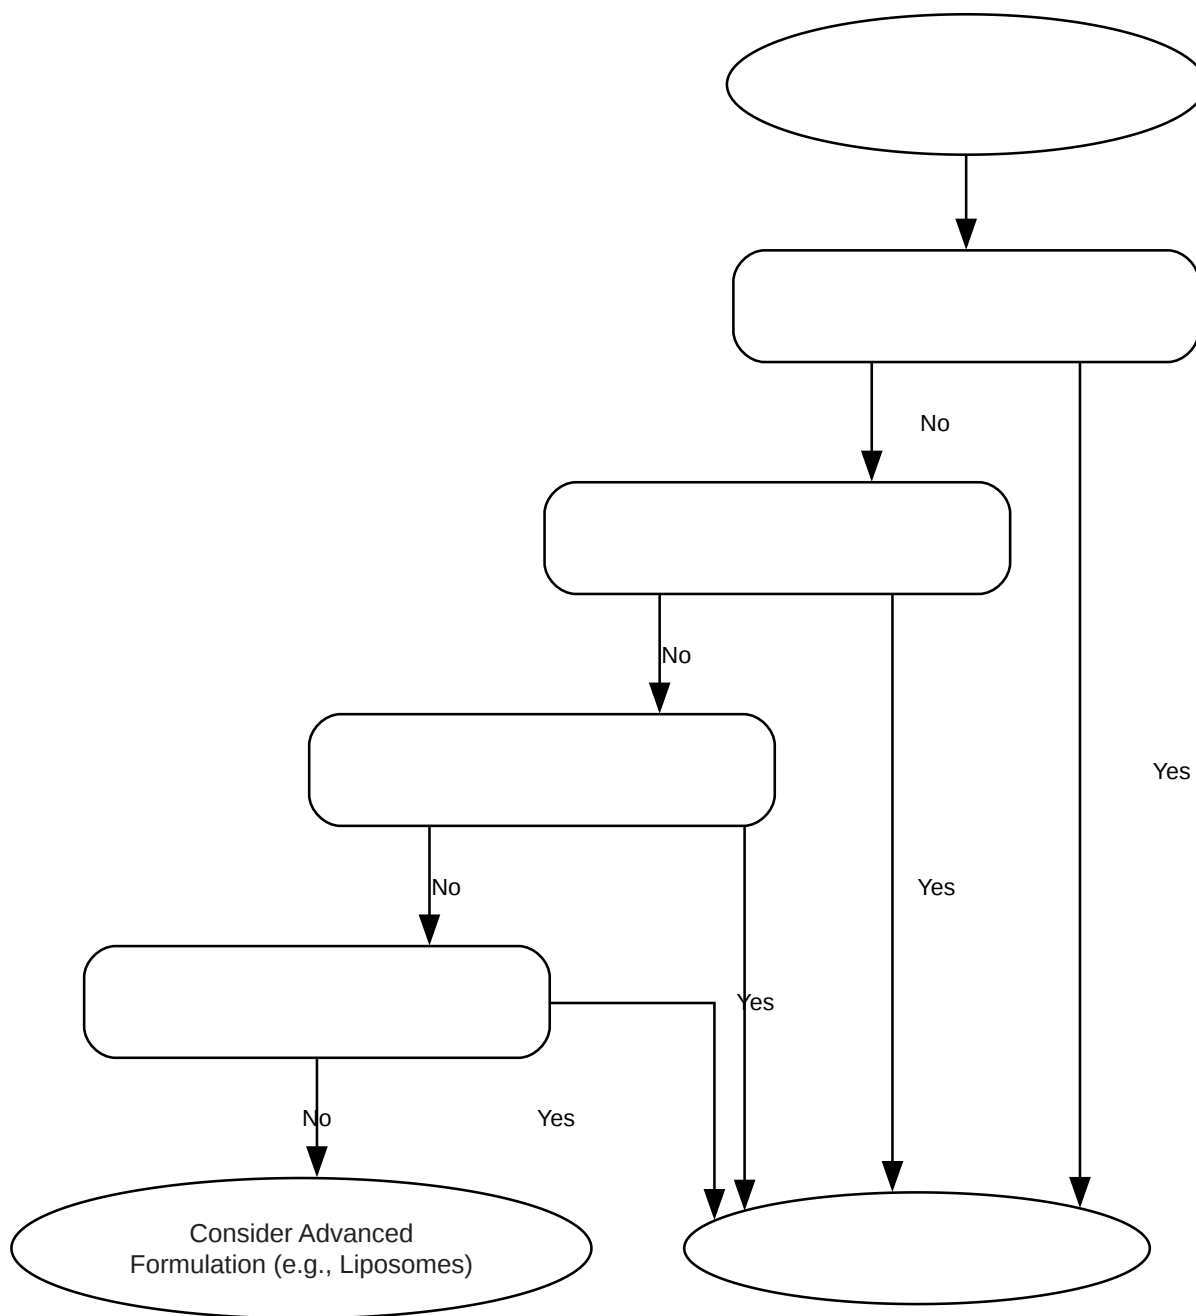 No
No
Yes
No
Yes
Yes
No
Yes
Consider Advanced
Formulation (e.g., Liposomes)